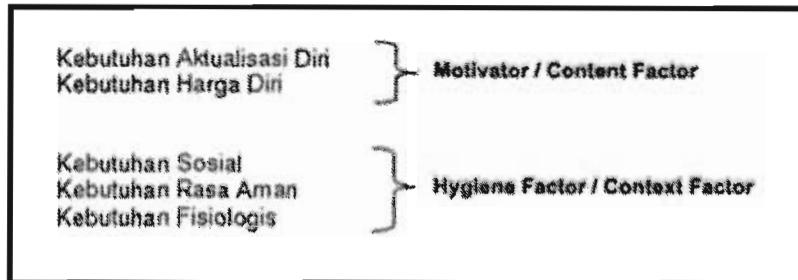 Kebutuhan Aktualisasi Diri
Kebutuhan Harga Diri
Motivator / Content Factor
Kebutuhan Sosial
Kebutuhan Rasa Aman
Kebutuhan Fisiologis
Hygiene Factor / Context Factor